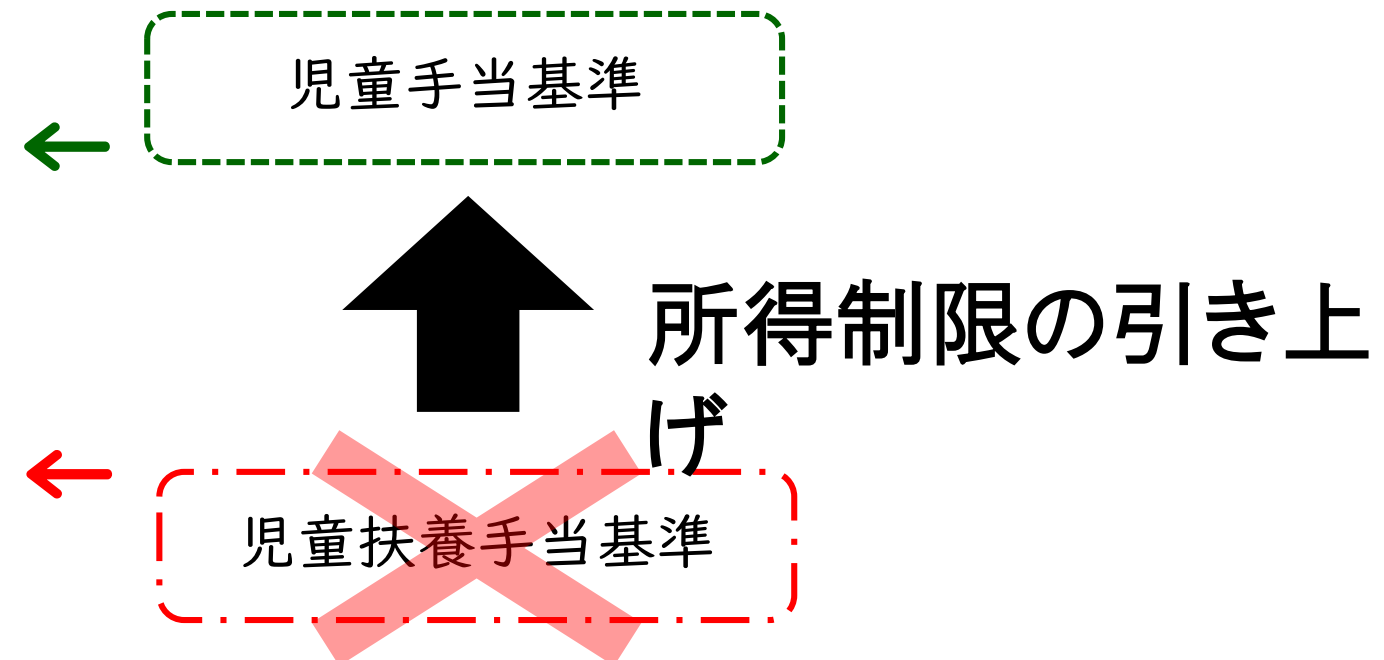 児童手当基準
所得制限の引き上
げ
児童扶養手当基準